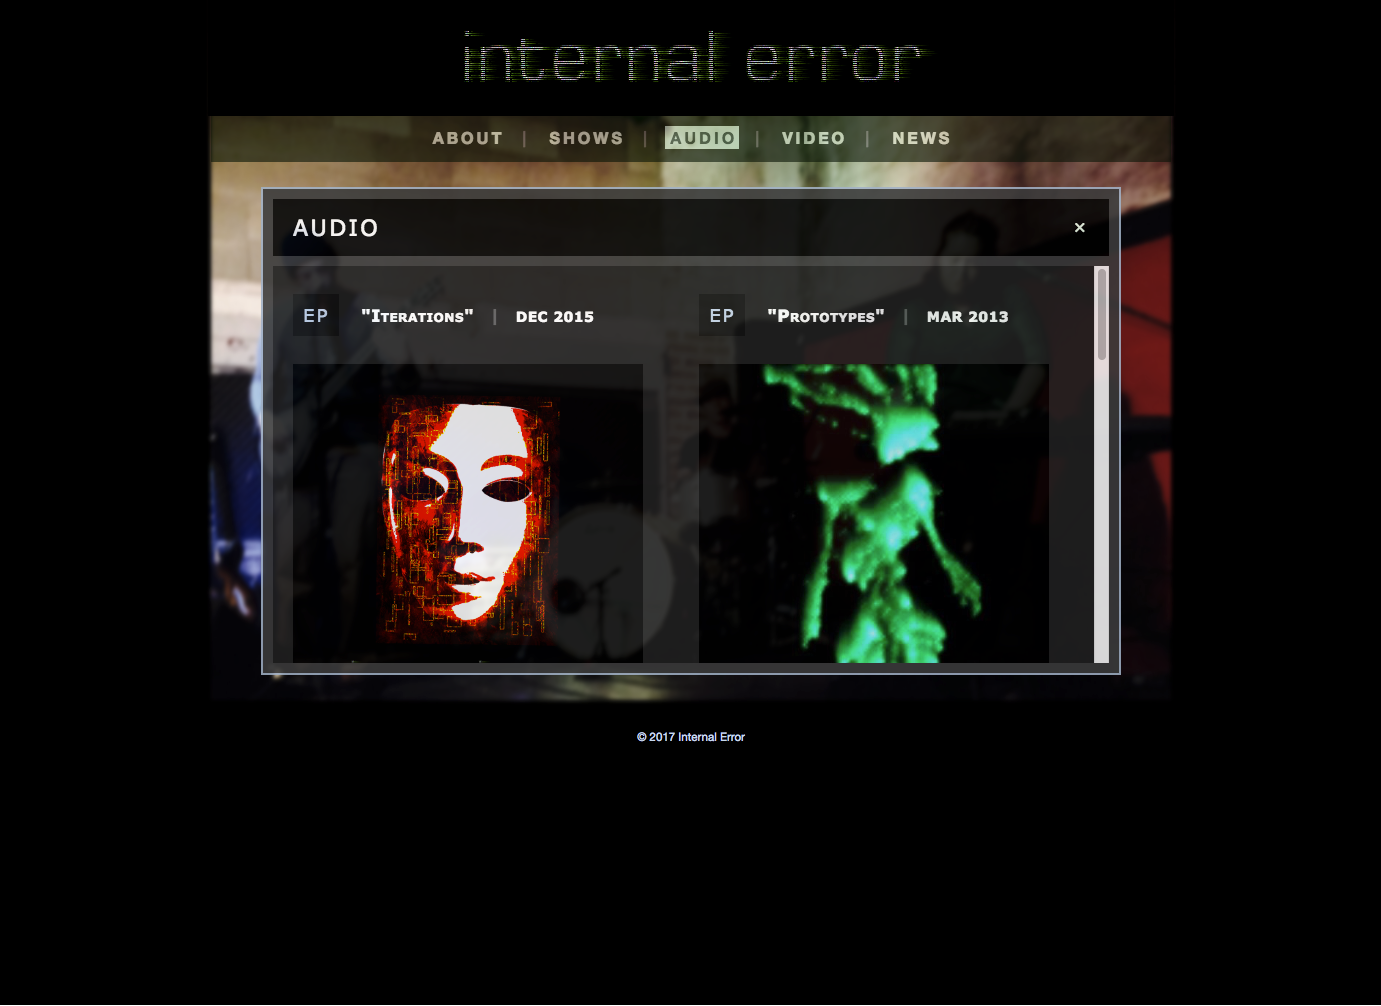 internal error
ABOUT | SHOWS | AUDIO | VIDEO | NEWS
AUDIO ×
EP "Iterations" | DEC 2015
EP "Prototypes" | MAR 2013
© 2017 Internal Error